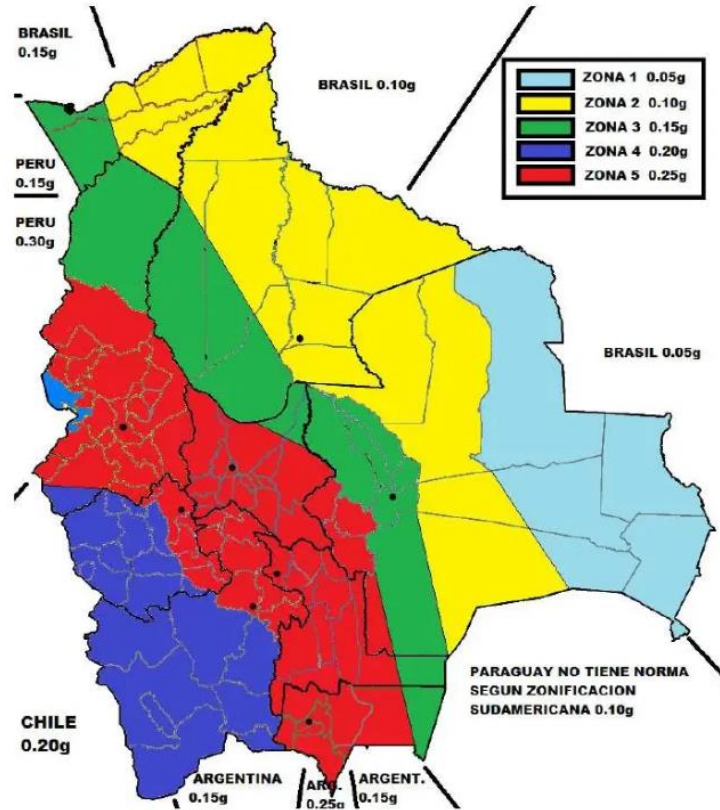 BRASIL
0.15g
BRASIL 0.10g
ZONA 1 0.05g
ZONA 2 0.10g
ZONA 3 0.15g
ZONA 4 0.20g
ZONA 5 0.25g
PERU
0.15g
PERU
0.30g
BRASIL 0.05g
PARAGUAY NO TIENE NORMA
SEGUN ZONIFICACION
SUDAMERICANA 0.10g
CHILE
0.20g
ARGENTINA
0.15g
ARG.
0.25g
ARGENT.
0.15g